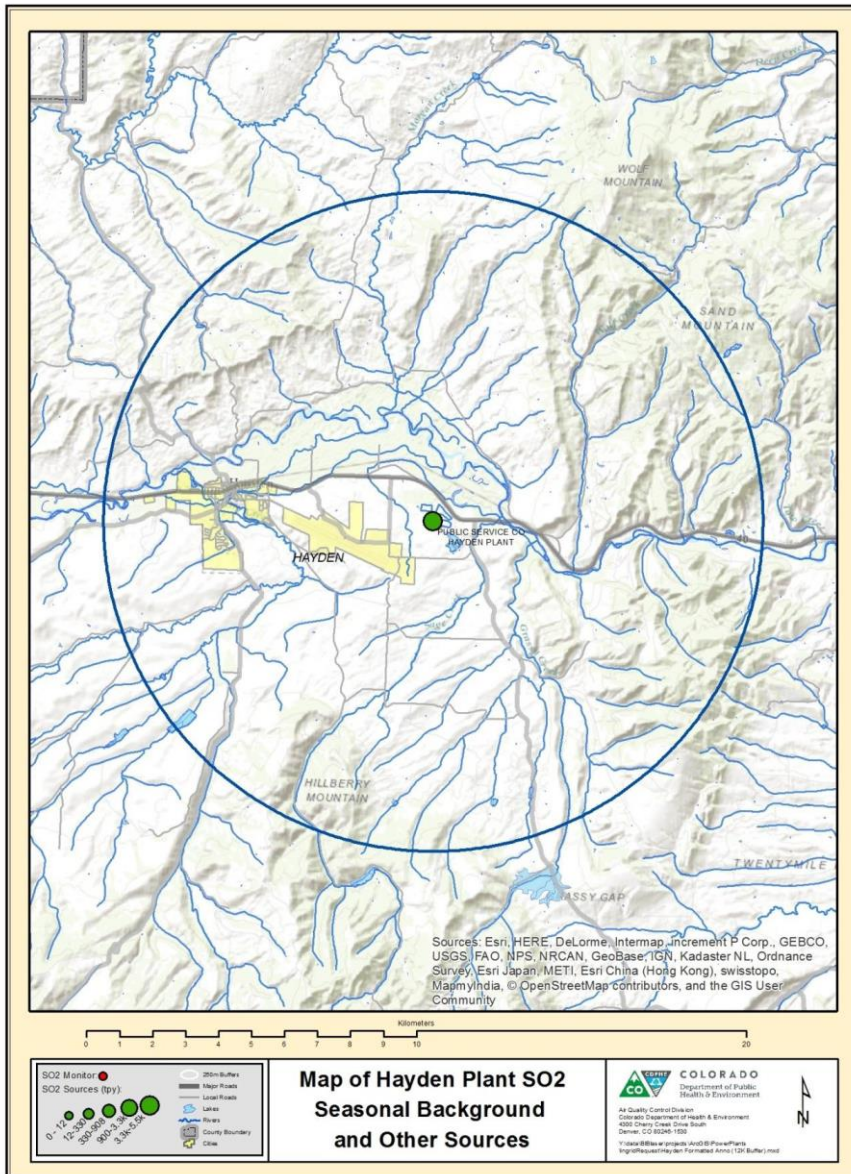 WOLF
MOUNTAIN
SAND
MOUNTAIN
40
PUBLIC SERVICE CO
HAYDEN PLANT
HAYDEN
HILLBERRY
MOUNTAIN
TWENTYMILE
ASSY GAP
Sources: Esri, HERE, DeLorme, Intermap, increment P Corp., GEBCO,
USGS, FAO, NPS, NRCAN, GeoBase, IGN, Kadaster NL, Ordnance
Survey, Esri Japan, METI, Esri China (Hong Kong), swisstopo,
MapmyIndia, © OpenStreetMap contributors, and the GIS User
Community
Kilometers
0 1 2 3 4 5 6 7 8 9 10 20
SO2 Monitor:
SO2 Sources (tpy):
0 - 12
12-330
330-908
900-3.3k
3.3k-5.5k
Major Roads
Local Roads
Lakes
Rivers
County Boundary
Cities
Map of Hayden Plant SO2
Seasonal Background
and Other Sources
CO
CDPHE
COLORADO
Department of Public
Health & Environment
Air Quality Control Division
Colorado Department of Health & Environment
4300 Cherry Creek Drive South
Denver, CO 80246-1530
N